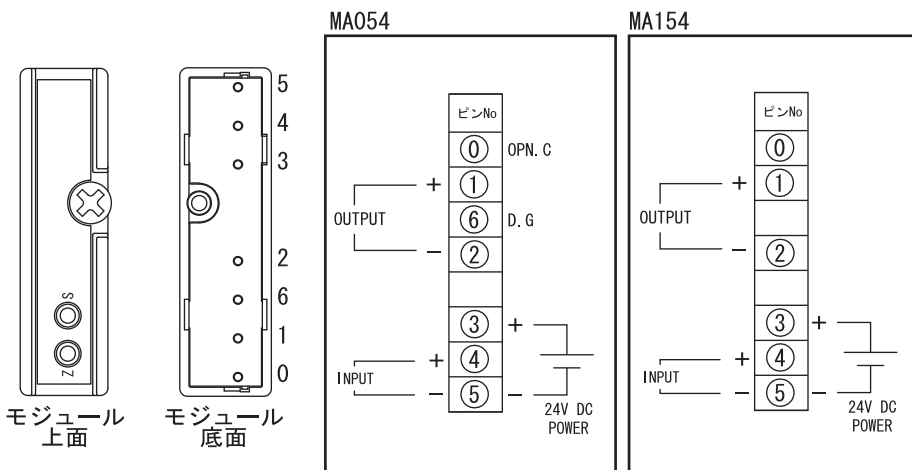 5
4
3
2
6
1
0
S
Z
モジュール
上面
モジュール
底面
MA054
ピンNo
⓪ OPN.C
+ ①
OUTPUT
⑥ D.G
− ②
③ +
+ ④
INPUT
− ⑤ −
24V DC
POWER
MA154
ピンNo
⓪
+ ①
OUTPUT
− ②
③ +
+ ④
INPUT
− ⑤ −
24V DC
POWER